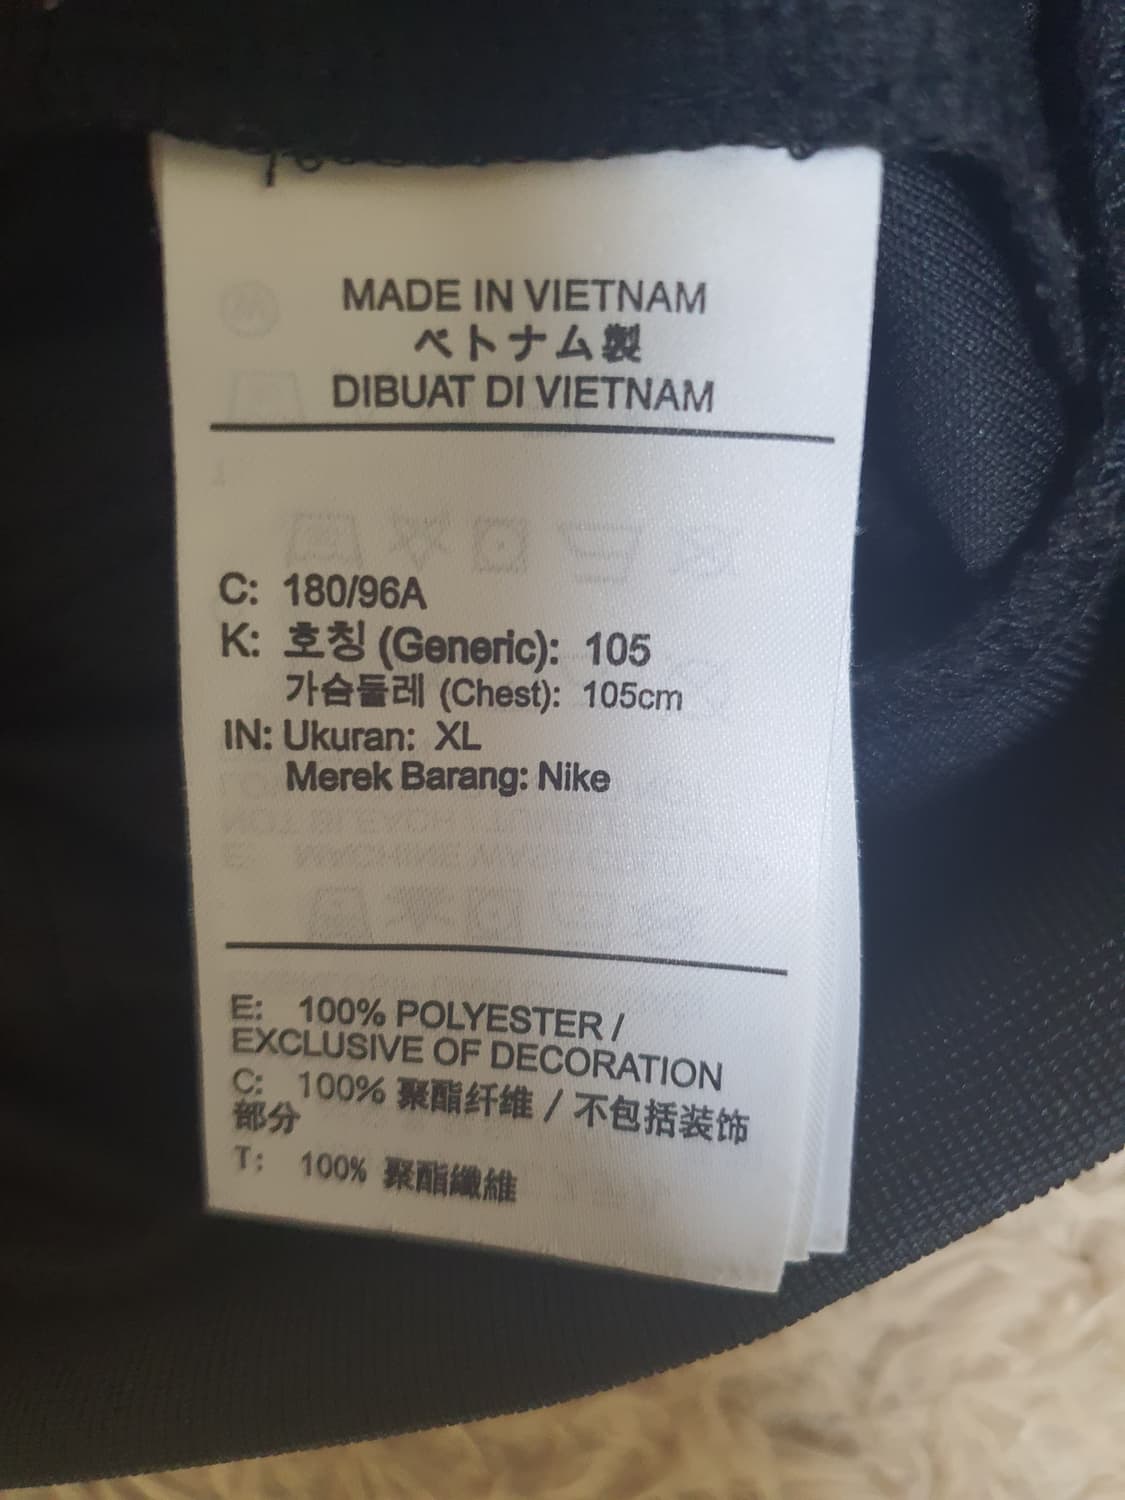 MADE IN VIETNAM
ベトナム製
DIBUAT DI VIETNAM
C: 180/96A
K: 호칭 (Generic): 105
가슴둘레 (Chest): 105cm
IN: Ukuran: XL
Merek Barang: Nike
E: 100% POLYESTER /
EXCLUSIVE OF DECORATION
C: 100% 聚酯纤维 / 不包括装饰
部分
T: 100% 聚酯纖維